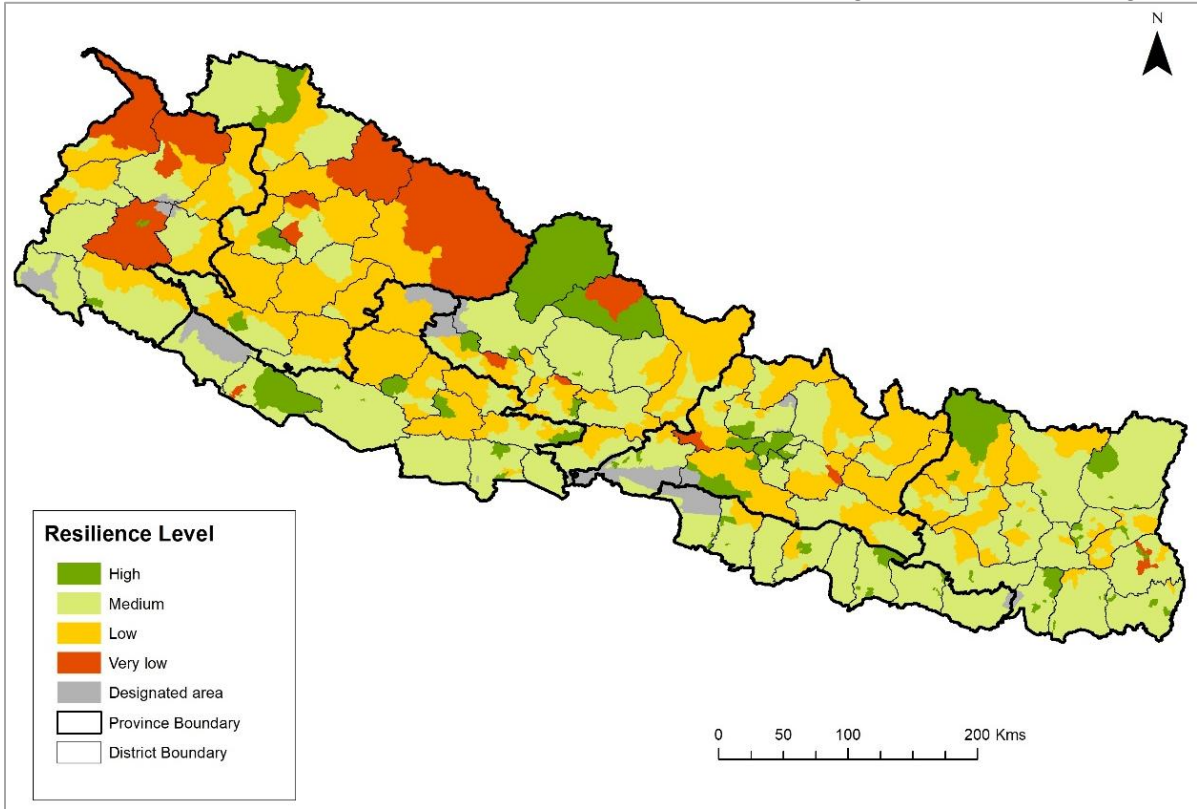 N
Resilience Level
High
Medium
Low
Very low
Designated area
Province Boundary
District Boundary
0 50 100 200 Kms